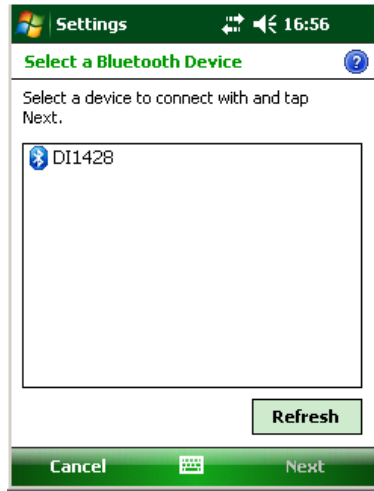 Settings 16:56
Select a Bluetooth Device
Select a device to connect with and tap
Next.
DI1428
Refresh
Cancel Next